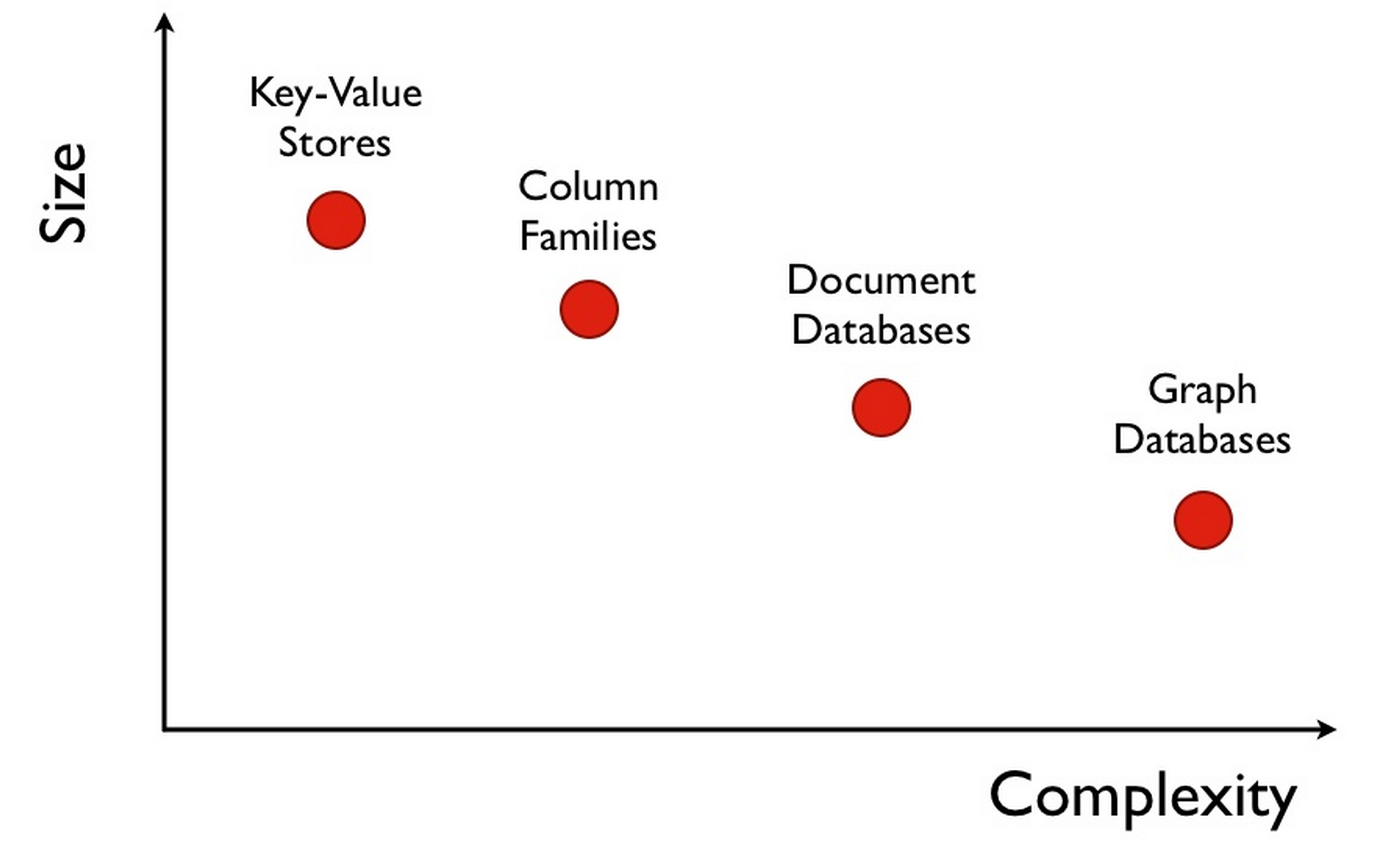 Key-Value
Stores
Size
Column
Families
Document
Databases
Graph
Databases
Complexity